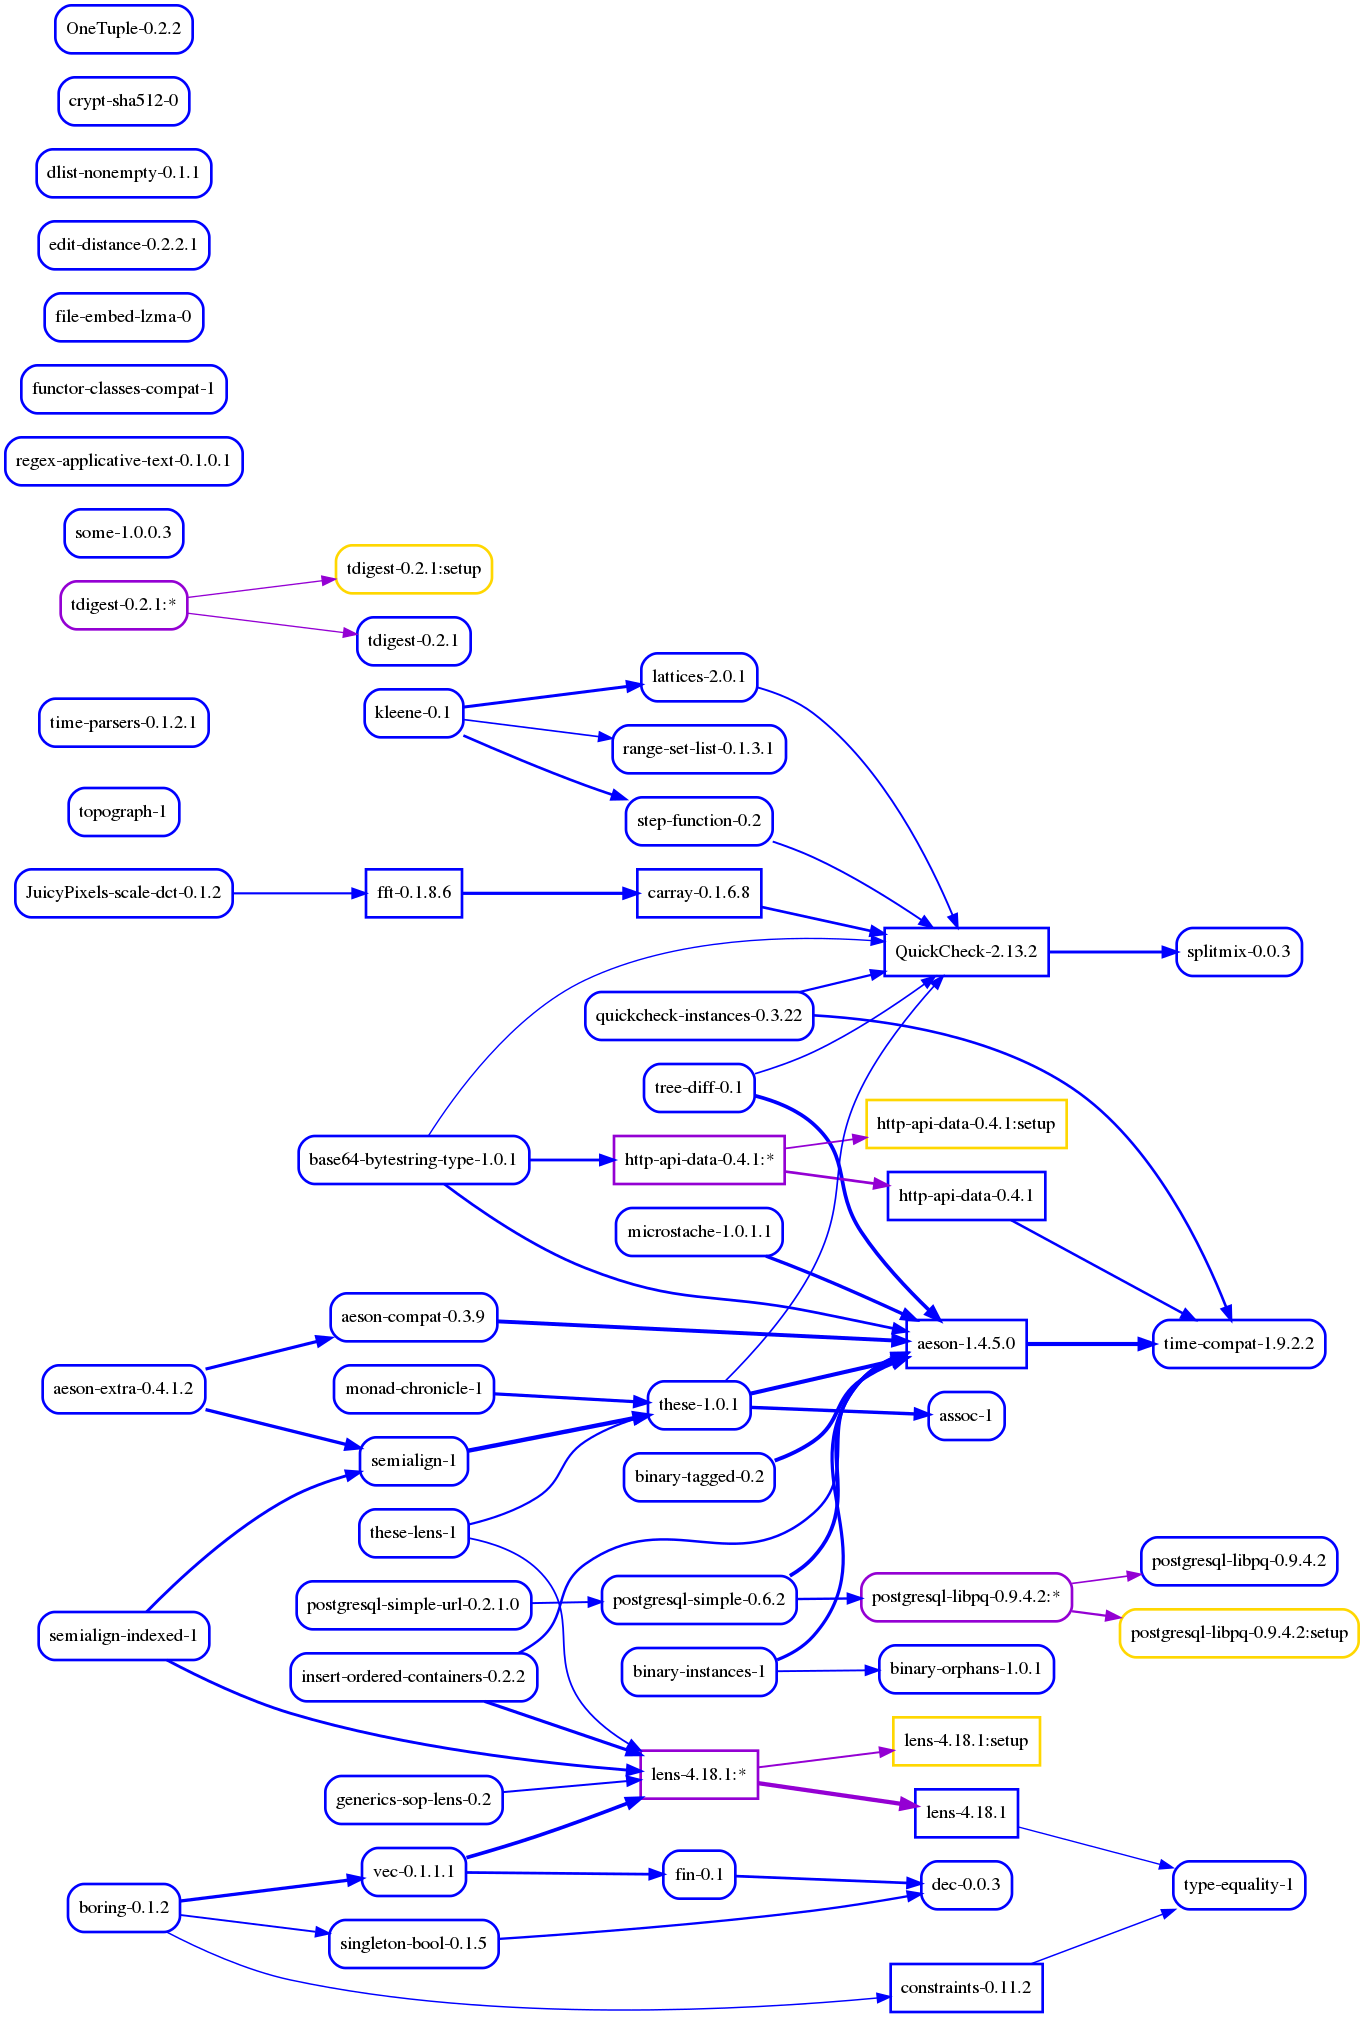 OneTuple-0.2.2
crypt-sha512-0
dlist-nonempty-0.1.1
edit-distance-0.2.2.1
file-embed-lzma-0
functor-classes-compat-1
regex-applicative-text-0.1.0.1
some-1.0.0.3
tdigest-0.2.1:setup
tdigest-0.2.1:*
tdigest-0.2.1
lattices-2.0.1
kleene-0.1
time-parsers-0.1.2.1
range-set-list-0.1.3.1
topograph-1
step-function-0.2
JuicyPixels-scale-dct-0.1.2
fft-0.1.8.6
carray-0.1.6.8
QuickCheck-2.13.2
splitmix-0.0.3
quickcheck-instances-0.3.22
tree-diff-0.1
http-api-data-0.4.1:setup
base64-bytestring-type-1.0.1
http-api-data-0.4.1:*
http-api-data-0.4.1
microstache-1.0.1.1
aeson-compat-0.3.9
aeson-1.4.5.0
time-compat-1.9.2.2
aeson-extra-0.4.1.2
monad-chronicle-1
these-1.0.1
assoc-1
semialign-1
binary-tagged-0.2
these-lens-1
postgresql-libpq-0.9.4.2
postgresql-simple-url-0.2.1.0
postgresql-simple-0.6.2
postgresql-libpq-0.9.4.2:*
semialign-indexed-1
postgresql-libpq-0.9.4.2:setup
insert-ordered-containers-0.2.2
binary-instances-1
binary-orphans-1.0.1
lens-4.18.1:setup
lens-4.18.1:*
generics-sop-lens-0.2
lens-4.18.1
vec-0.1.1.1
fin-0.1
dec-0.0.3
type-equality-1
boring-0.1.2
singleton-bool-0.1.5
constraints-0.11.2